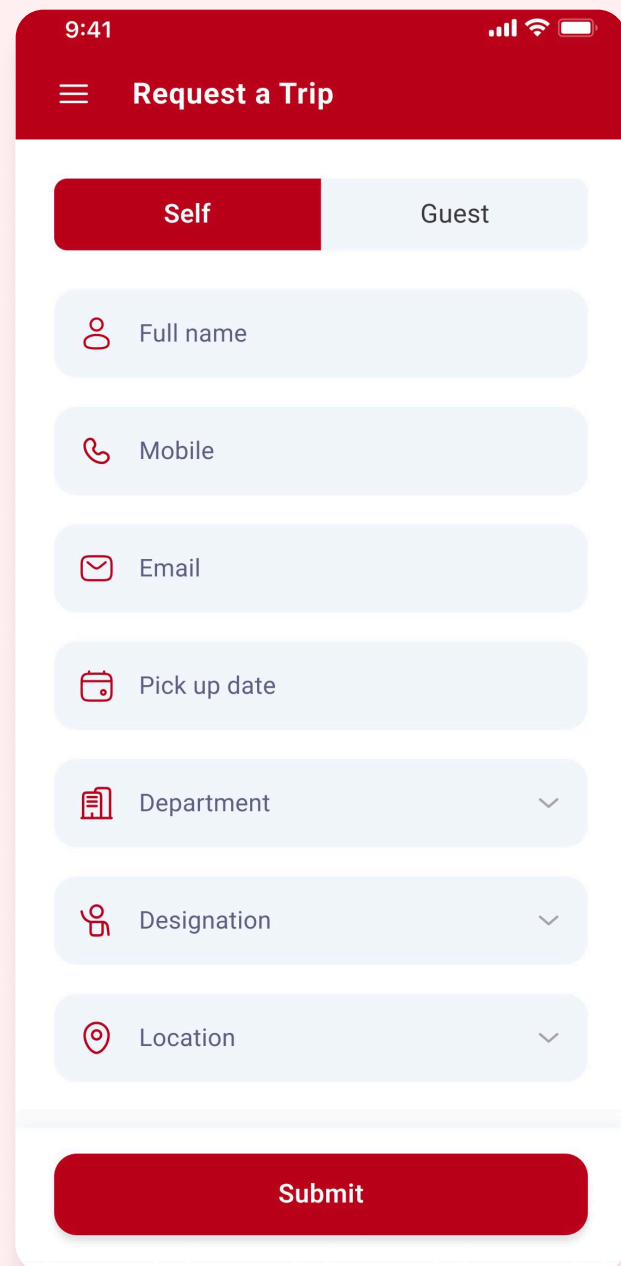 9:41
Request a Trip
Self Guest
Full name
Mobile
Email
Pick up date
Department
Designation
Location
Submit